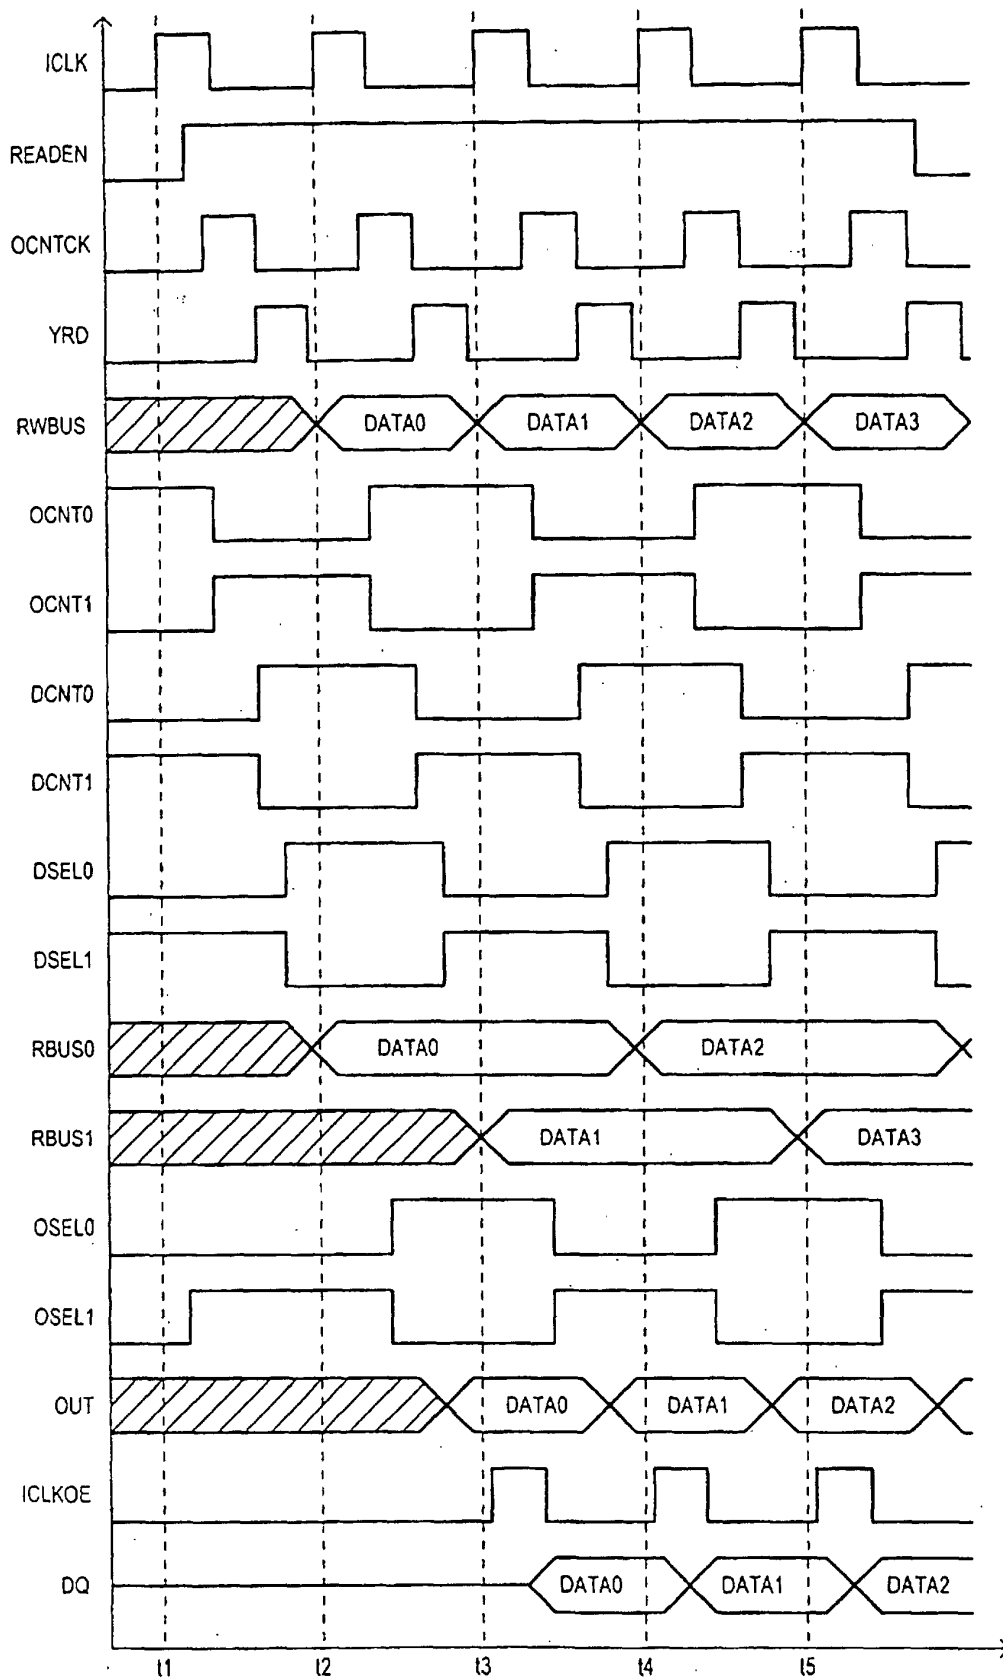 ICLK
READEN
OCNTCK
YRD
RWBUS DATA0 DATA1 DATA2 DATA3
OCNT0
OCNT1
DCNT0
DCNT1
DSEL0
DSEL1
RBUS0 DATA0 DATA2
RBUS1 DATA1 DATA3
OSEL0
OSEL1
OUT DATA0 DATA1 DATA2
ICLKOE
DQ DATA0 DATA1 DATA2
t1 t2 t3 t4 t5